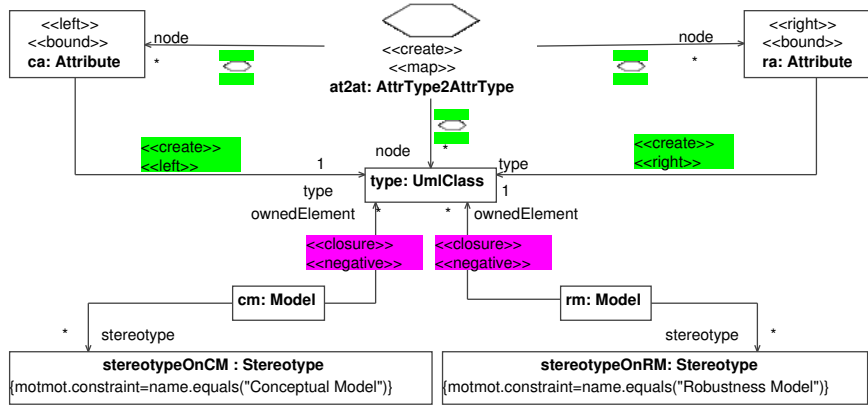 <<left>>
<<bound>>
ca: Attribute
node
*
<<create>>
<<map>>
at2at: AttrType2AttrType
node
*
<<right>>
<<bound>>
ra: Attribute
node
*
<<create>>
<<left>>
1
type
type: UmlClass
<<create>>
<<right>>
type
1
ownedElement
*
* ownedElement
<<closure>>
<<negative>>
<<closure>>
<<negative>>
cm: Model
rm: Model
*
stereotype
stereotype
*
stereotypeOnCM : Stereotype
{motmot.constraint=name.equals("Conceptual Model")}
stereotypeOnRM: Stereotype
{motmot.constraint=name.equals("Robustness Model")}